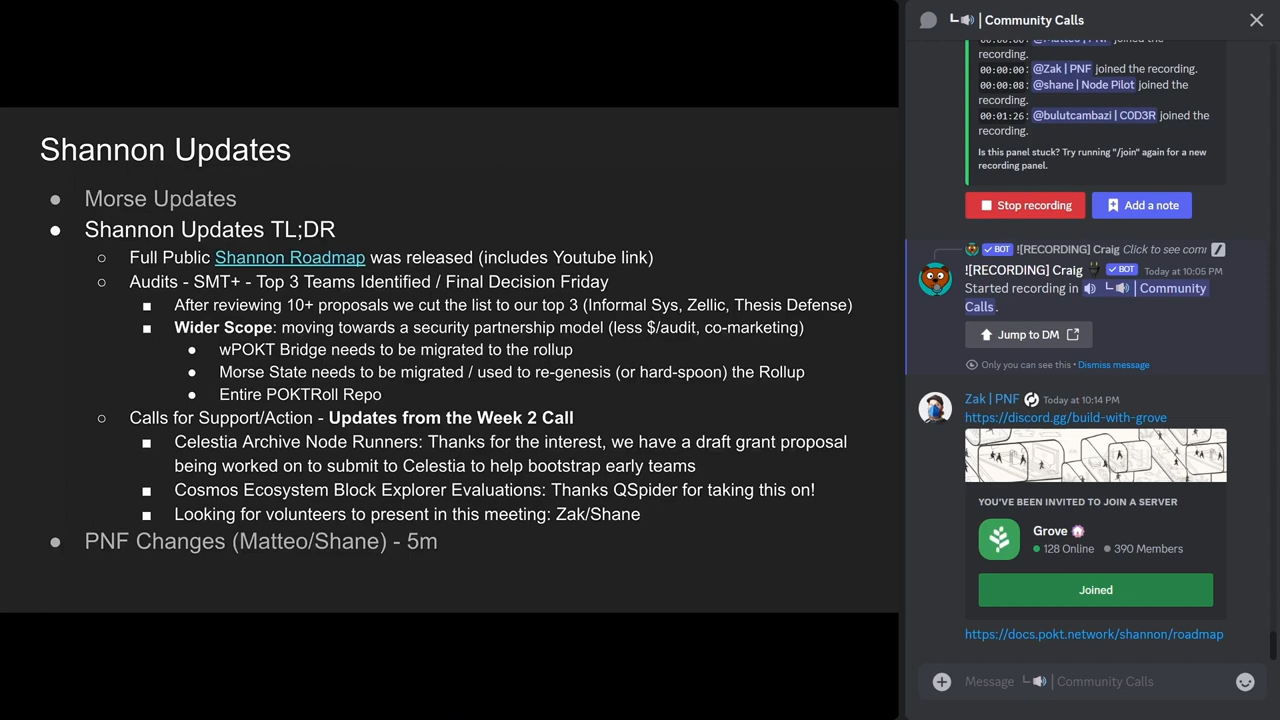 Shannon Updates
● Morse Updates
● Shannon Updates TL;DR
○ Full Public Shannon Roadmap was released (includes Youtube link)
○ Audits - SMT+ - Top 3 Teams Identified / Final Decision Friday
■ After reviewing 10+ proposals we cut the list to our top 3 (Informal Sys, Zellic, Thesis Defense)
■ Wider Scope: moving towards a security partnership model (less $/audit, co-marketing)
● wPOKT Bridge needs to be migrated to the rollup
● Morse State needs to be migrated / used to re-genesis (or hard-spoon) the Rollup
● Entire POKTRoll Repo
○ Calls for Support/Action - Updates from the Week 2 Call
■ Celestia Archive Node Runners: Thanks for the interest, we have a draft grant proposal
being worked on to submit to Celestia to help bootstrap early teams
■ Cosmos Ecosystem Block Explorer Evaluations: Thanks QSpider for taking this on!
■ Looking for volunteers to present in this meeting: Zak/Shane
● PNF Changes (Matteo/Shane) - 5m
Community Calls
00:00:00: @Matteo | PNF joined the
recording.
00:00:00: @Zak | PNF joined the recording.
00:00:08: @shane | Node Pilot joined the
recording.
00:01:26: @bulutcambazi | C0D3R joined the
recording.
Is this panel stuck? Try running "/join" again for a new
recording panel.
Stop recording
Add a note
BOT ![RECORDING] Craig Click to see comr
![RECORDING] Craig BOT Today at 10:05 PM
Started recording in | Community
Calls.
Jump to DM
Only you can see this • Dismiss message
Zak | PNF Today at 10:14 PM
https://discord.gg/build-with-grove
YOU'VE BEEN INVITED TO JOIN A SERVER
Grove
128 Online 390 Members
Joined
https://docs.pokt.network/shannon/roadmap
Message | Community Calls